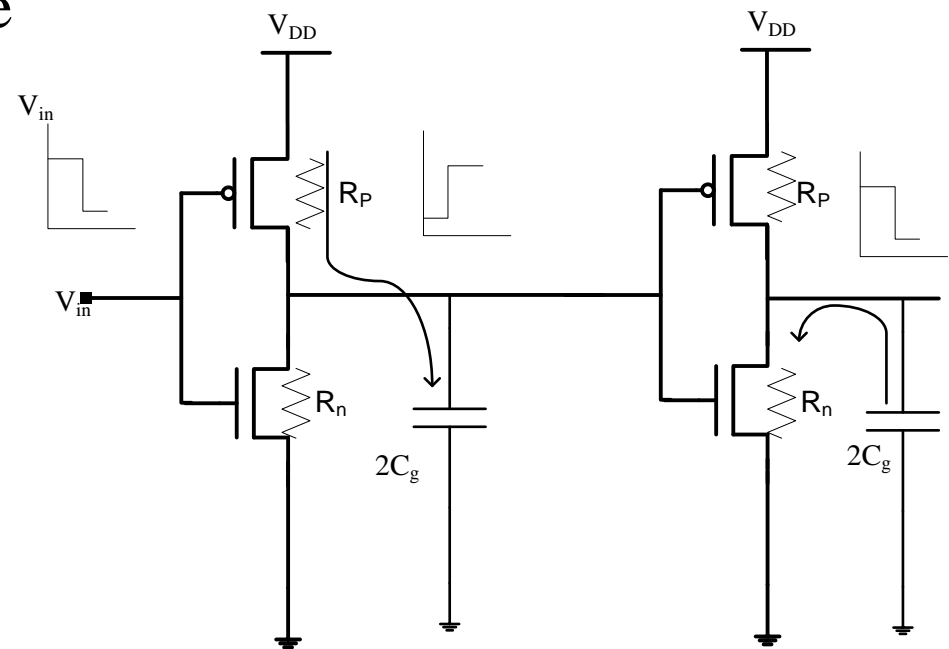 e
V_DD
V_DD
V_in
R_P
R_P
V_in
R_n
R_n
2C_g
2C_g